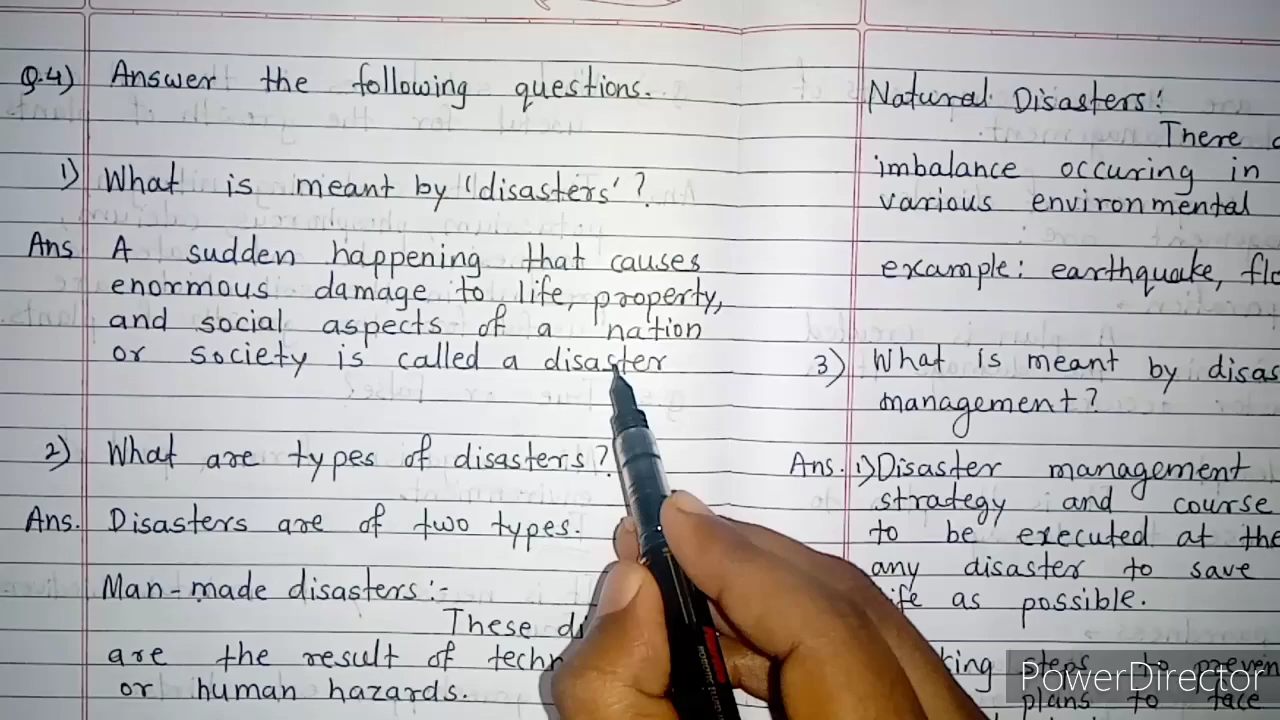 Q.4) Answer the following questions.
1) What is meant by 'disasters'?
Ans A sudden happening that causes
enormous damage to life, property,
and social aspects of a nation
or society is called a disaster
2) What are types of disasters?
Ans. Disasters are of two types.
Man-made disasters:-
These
are the result of
or human hazards.
Natural Disasters:
There
imbalance occuring in
various environmental
example: earthquake,
3) What is meant by
management?
Ans. 1) Disaster management
strategy and course
to be executed at the
any disaster to save
life as possible.
steps to
plans to face
PowerDirector